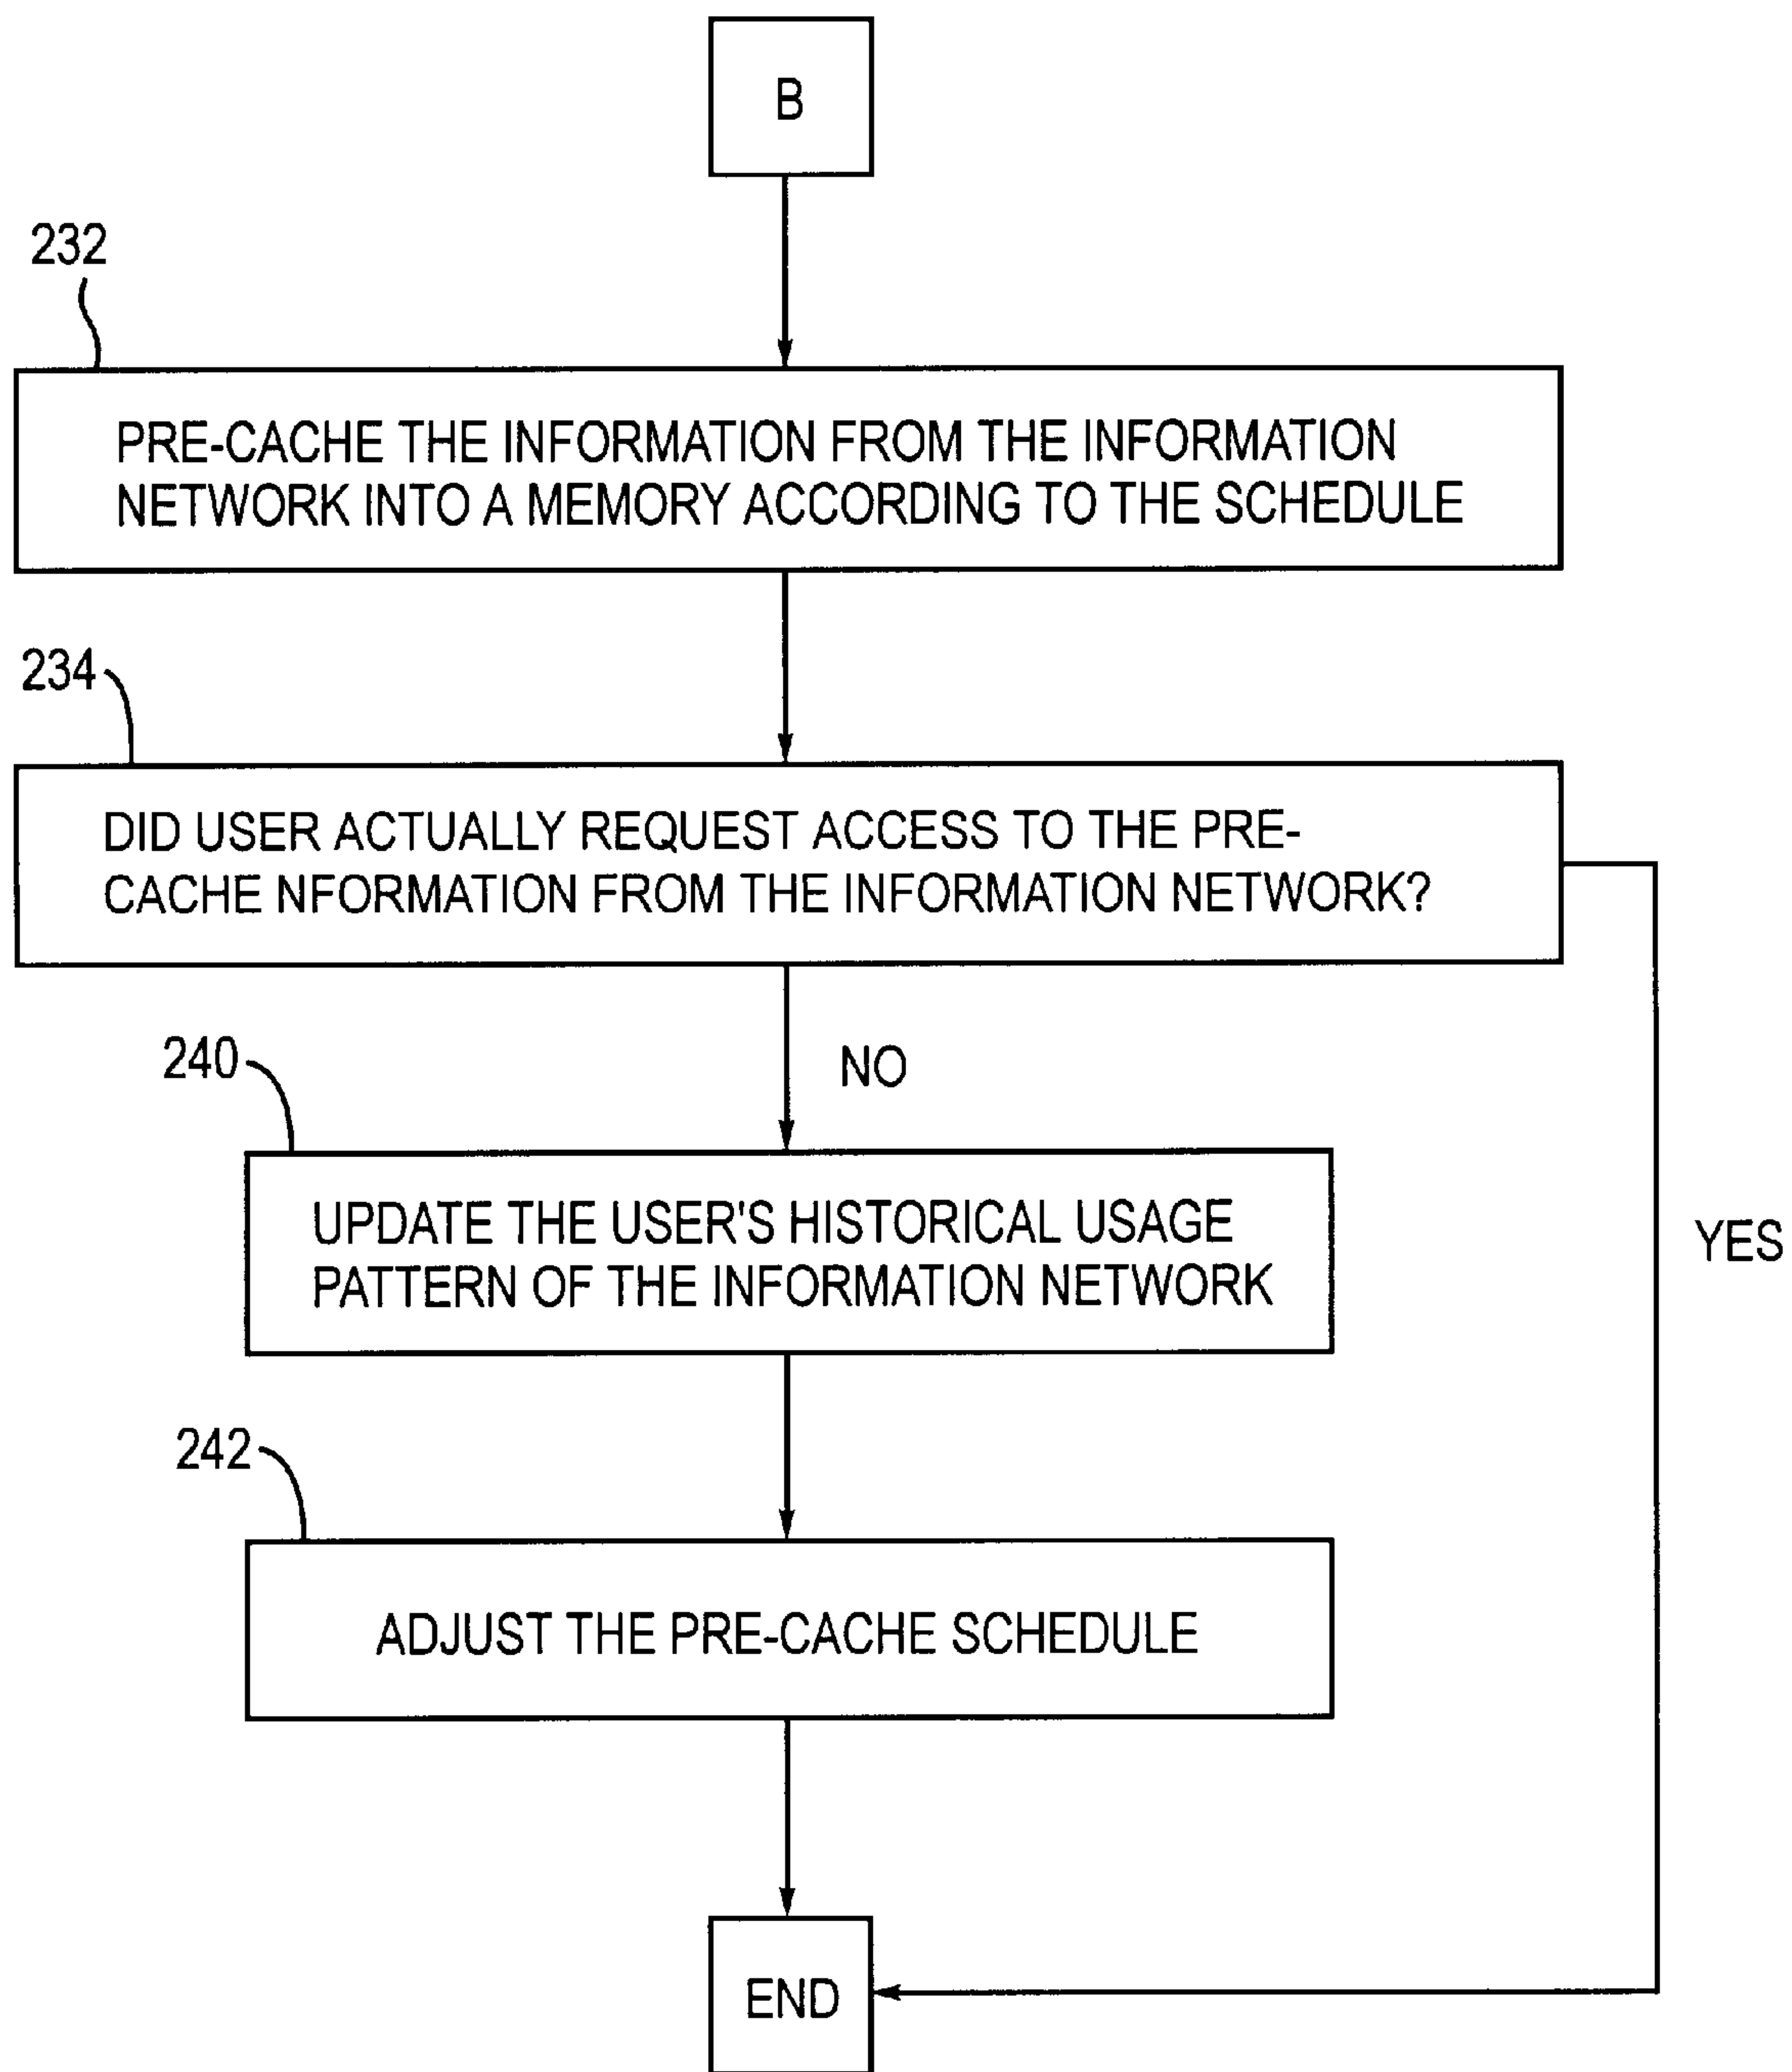 B
232
PRE-CACHE THE INFORMATION FROM THE INFORMATION
NETWORK INTO A MEMORY ACCORDING TO THE SCHEDULE
234
DID USER ACTUALLY REQUEST ACCESS TO THE PRE-
CACHE NFORMATION FROM THE INFORMATION NETWORK?
240
NO
UPDATE THE USER'S HISTORICAL USAGE
PATTERN OF THE INFORMATION NETWORK
YES
242
ADJUST THE PRE-CACHE SCHEDULE
END